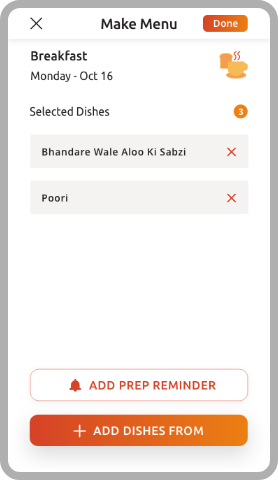 Make Menu
Done
Breakfast
Monday - Oct 16
Selected Dishes
3
Bhandare Wale Aloo Ki Sabzi
Poori
ADD PREP REMINDER
ADD DISHES FROM